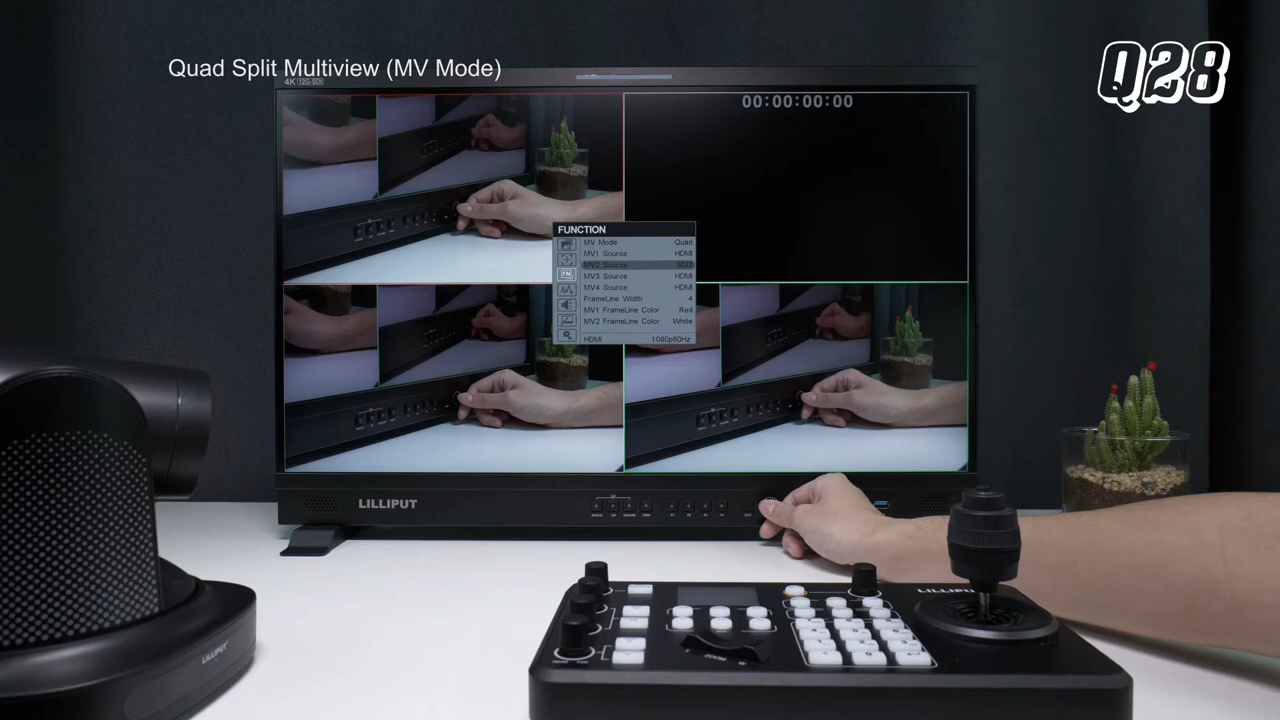 Quad Split Multiview (MV Mode)
Q28
4K 12G-SDI
00:00:00:00
FUNCTION
MV Mode Quad
MV1 Source HDMI
MV2 Source
MV3 Source HDMI
MV4 Source HDMI
FrameLine Width 4
MV1 FrameLine Color Red
MV2 FrameLine Color White
HDMI 1080p60Hz
FN
LILLIPUT
LILLIPUT
ZOOM
LILLIPUT